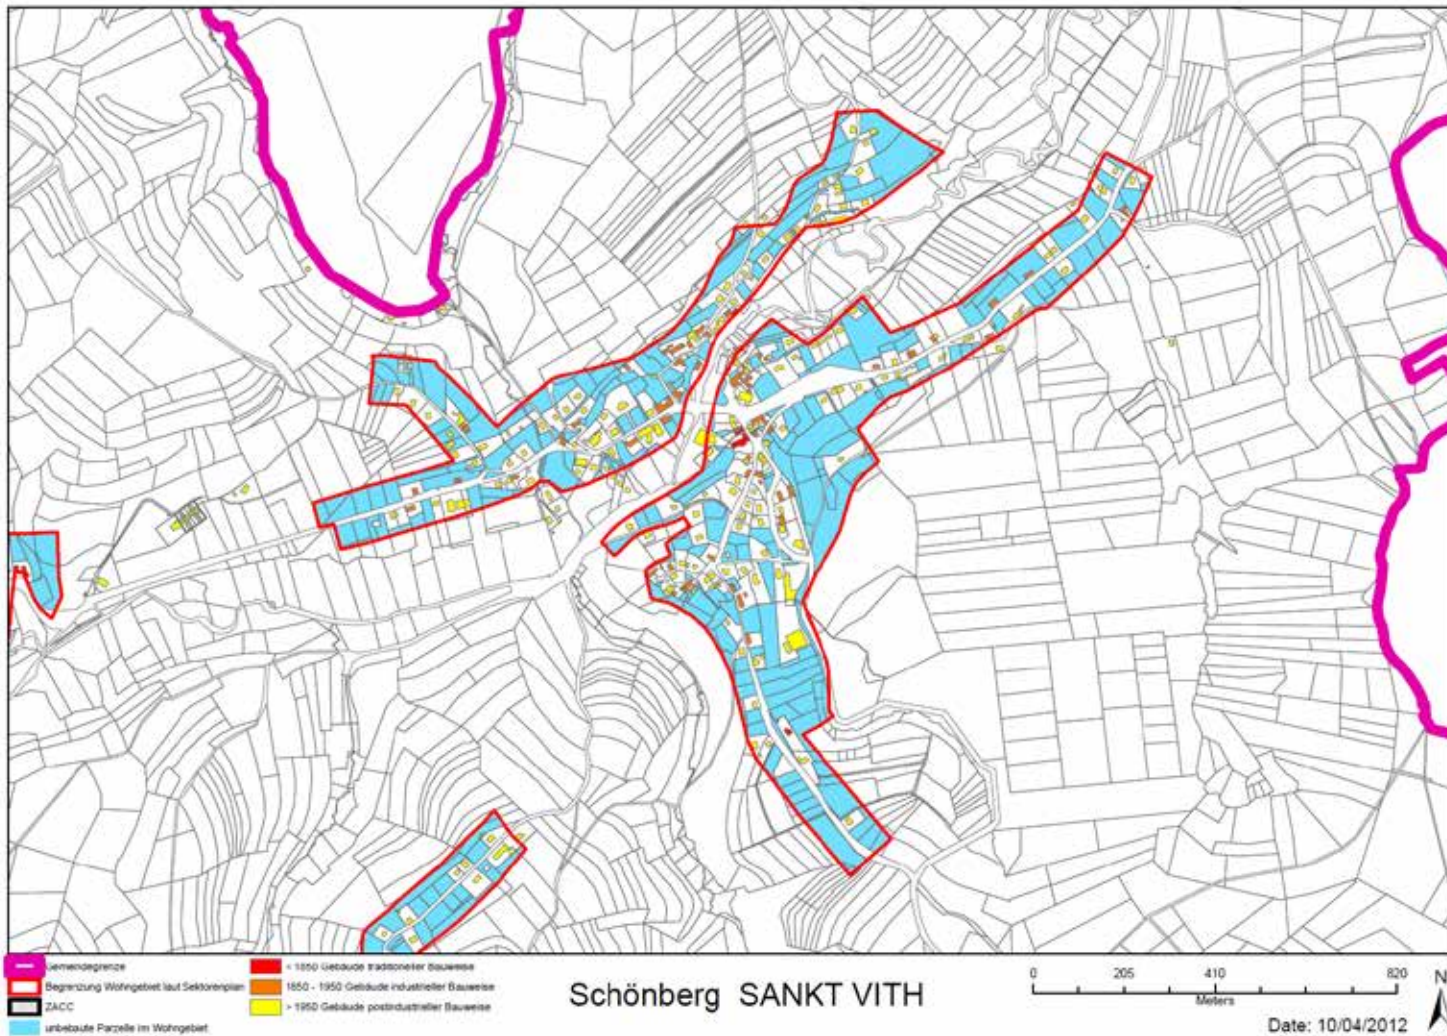 Gemeindegrenze
Begrenzung Wohngebiet laut Sektorenplan
ZACC
unbebaute Parzelle im Wohngebiet
< 1850 Gebäude traditioneller Bauweise
1850 - 1950 Gebäude industrieller Bauweise
> 1950 Gebäude postindustrieller Bauweise
Schönberg SANKT VITH
0 205 410 820
Meters
N
Date: 10/04/2012